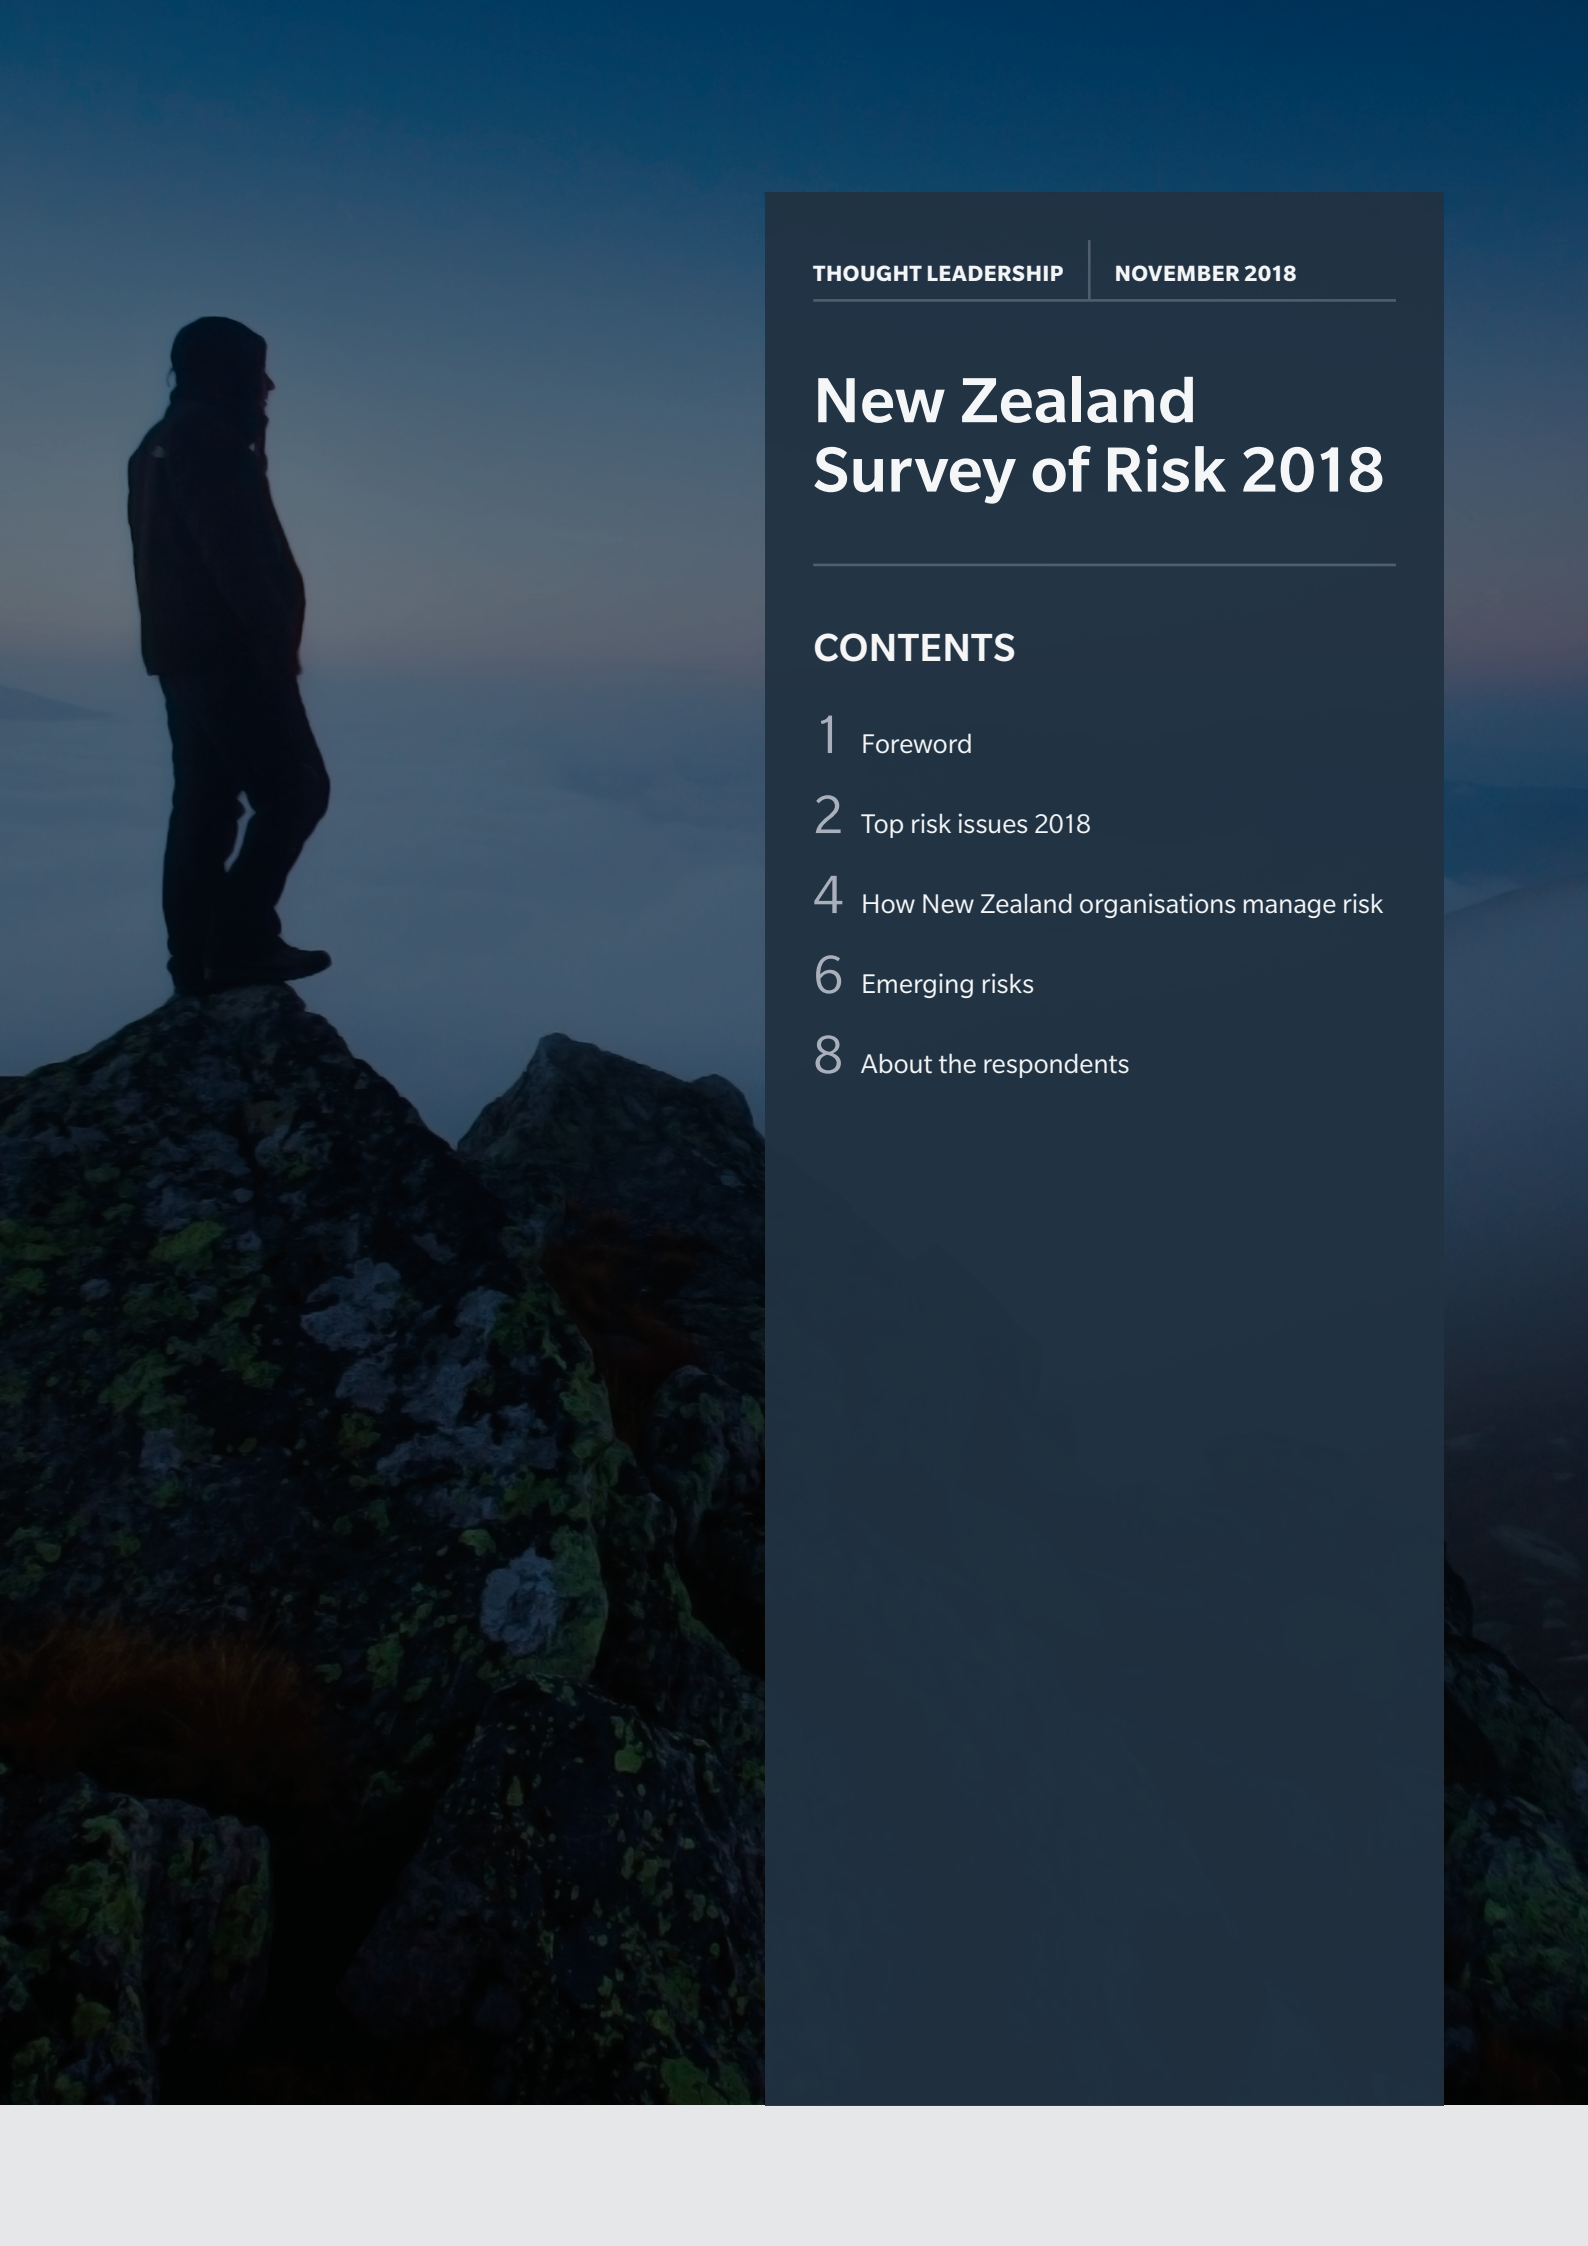 THOUGHT LEADERSHIP NOVEMBER 2018
New Zealand
Survey of Risk 2018
CONTENTS
1 Foreword
2 Top risk issues 2018
4 How New Zealand organisations manage risk
6 Emerging risks
8 About the respondents